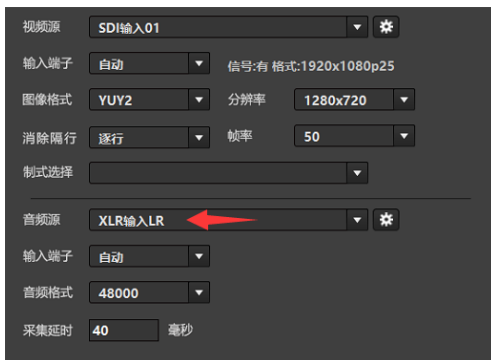 视频源 SDI输入01
输入端子 自动 信号:有 格式:1920x1080p25
图像格式 YUY2 分辨率 1280x720
消除隔行 逐行 帧率 50
制式选择
音频源 XLR输入LR
输入端子 自动
音频格式 48000
采集延时 40 毫秒